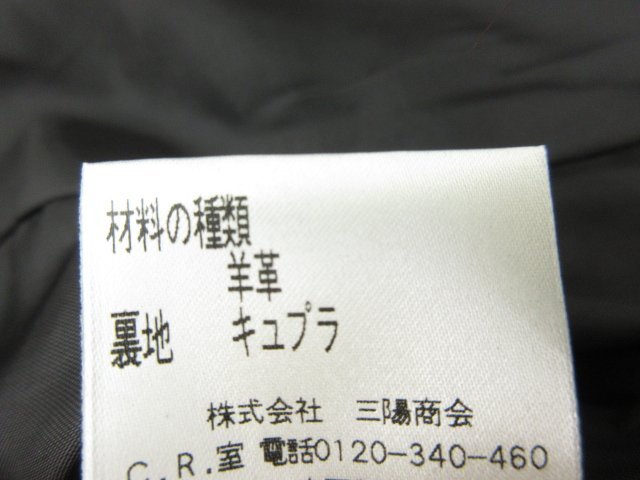 材料の種類
羊革
裏地 キュプラ
株式会社 三陽商会
C.R.室 電話0120-340-460